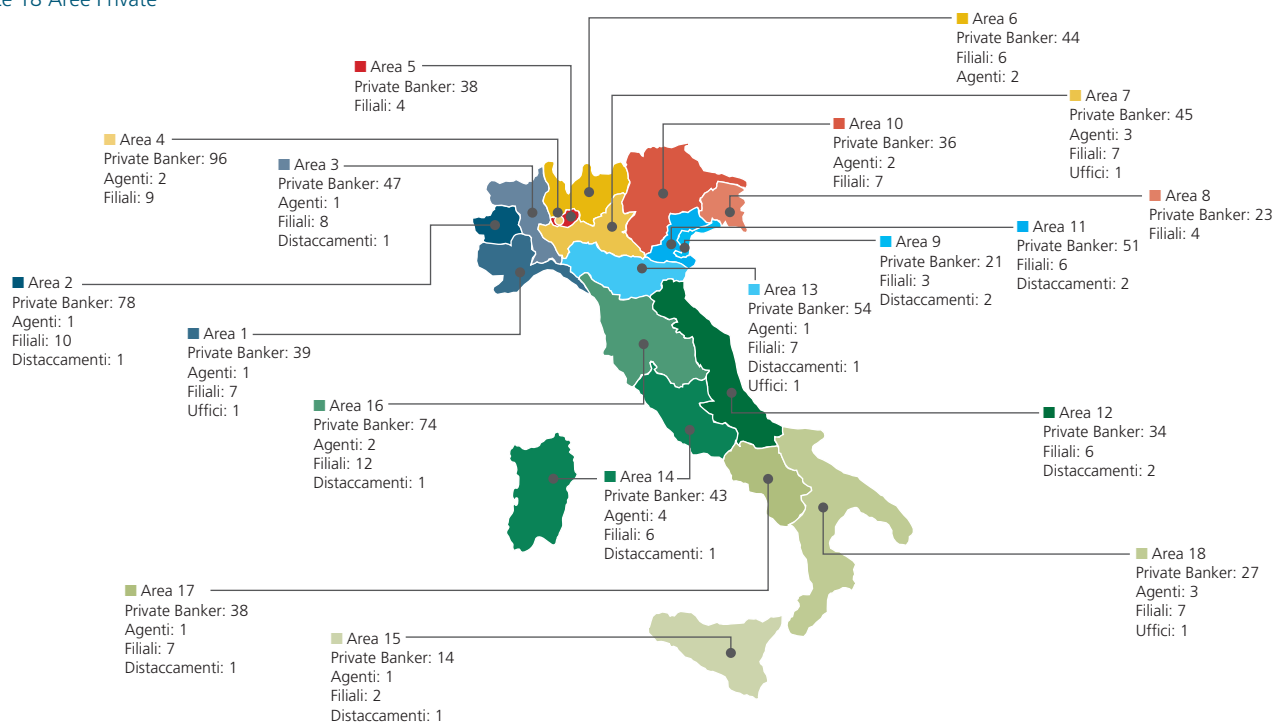 18 Aree Private
Area 6
Private Banker: 44
Filiali: 6
Agenti: 2
Area 5
Private Banker: 38
Filiali: 4
Area 7
Private Banker: 45
Agenti: 3
Filiali: 7
Uffici: 1
Area 10
Private Banker: 36
Agenti: 2
Filiali: 7
Area 4
Private Banker: 96
Agenti: 2
Filiali: 9
Area 3
Private Banker: 47
Agenti: 1
Filiali: 8
Distaccamenti: 1
Area 8
Private Banker: 23
Filiali: 4
Area 11
Private Banker: 51
Filiali: 6
Distaccamenti: 2
Area 9
Private Banker: 21
Filiali: 3
Distaccamenti: 2
Area 2
Private Banker: 78
Agenti: 1
Filiali: 10
Distaccamenti: 1
Area 13
Private Banker: 54
Agenti: 1
Filiali: 7
Distaccamenti: 1
Uffici: 1
Area 1
Private Banker: 39
Agenti: 1
Filiali: 7
Uffici: 1
Area 16
Private Banker: 74
Agenti: 2
Filiali: 12
Distaccamenti: 1
Area 12
Private Banker: 34
Filiali: 6
Distaccamenti: 2
Area 14
Private Banker: 43
Agenti: 4
Filiali: 6
Distaccamenti: 1
Area 18
Private Banker: 27
Agenti: 3
Filiali: 7
Uffici: 1
Area 17
Private Banker: 38
Agenti: 1
Filiali: 7
Distaccamenti: 1
Area 15
Private Banker: 14
Agenti: 1
Filiali: 2
Distaccamenti: 1